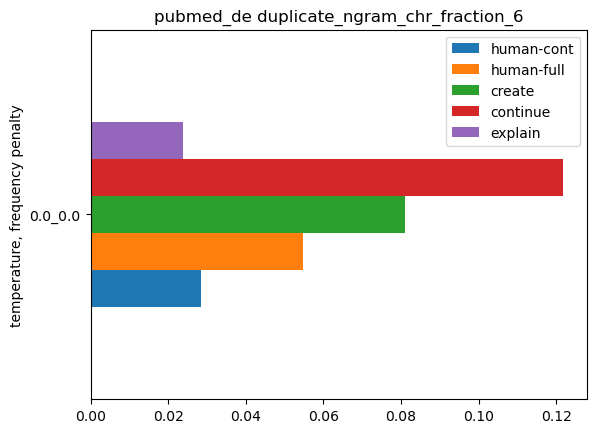 pubmed_de duplicate_ngram_chr_fraction_6
human-cont
human-full
create
continue
explain
temperature, frequency penalty
0.0_0.0
0.00 0.02 0.04 0.06 0.08 0.10 0.12